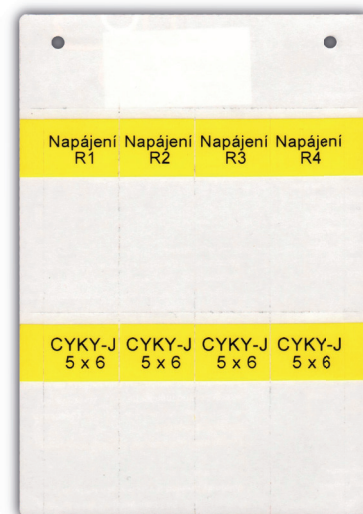 Napájení Napájení Napájení Napájení
R1 R2 R3 R4
CYKY-J CYKY-J CYKY-J CYKY-J
5 x 6 5 x 6 5 x 6 5 x 6